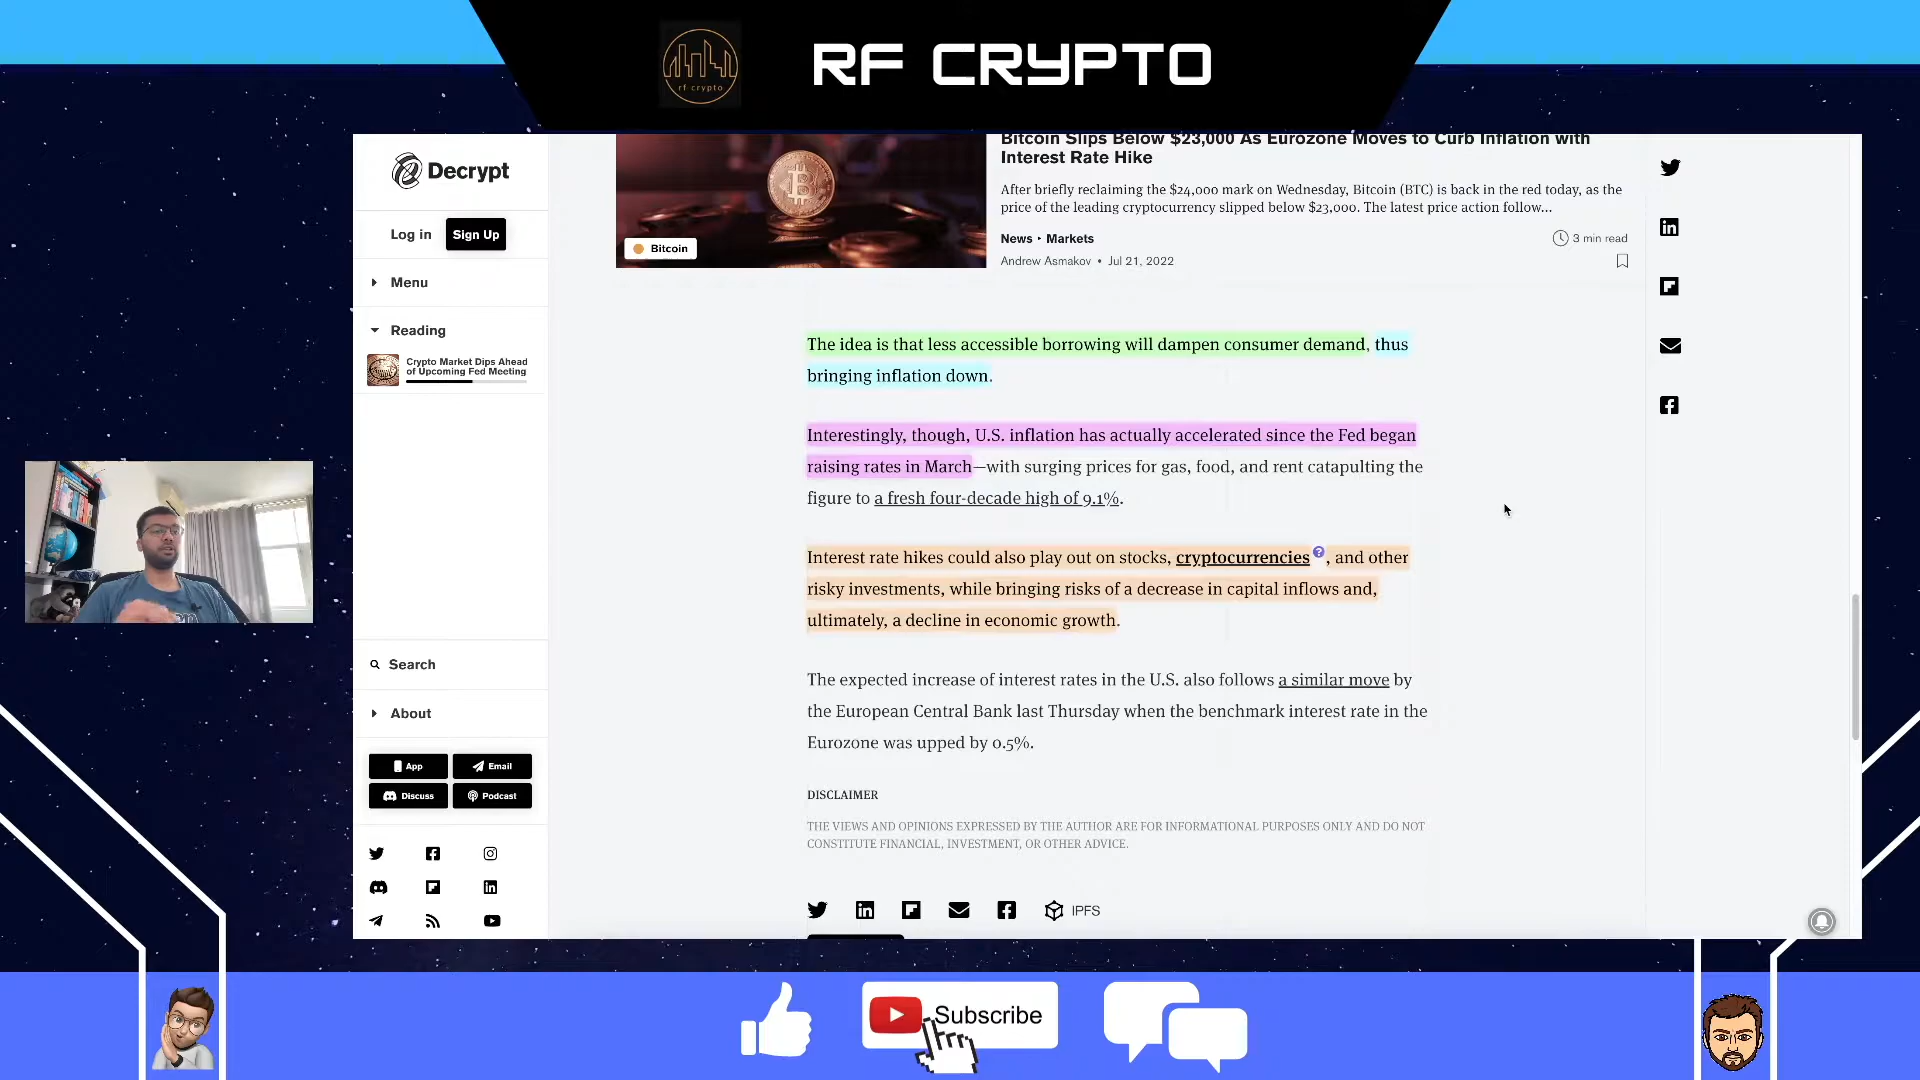 rf crypto
RF CRYPTO
Decrypt
Log in
Sign Up
Menu
Reading
Crypto Market Dips Ahead
of Upcoming Fed Meeting
Search
About
App
Email
Discuss
Podcast
Bitcoin
Bitcoin Slips Below $23,000 As Eurozone Moves to Curb Inflation with
Interest Rate Hike
After briefly reclaiming the $24,000 mark on Wednesday, Bitcoin (BTC) is back in the red today, as the
price of the leading cryptocurrency slipped below $23,000. The latest price action follow...
News • Markets
3 min read
Andrew Asmakov • Jul 21, 2022
The idea is that less accessible borrowing will dampen consumer demand, thus
bringing inflation down.
Interestingly, though, U.S. inflation has actually accelerated since the Fed began
raising rates in March—with surging prices for gas, food, and rent catapulting the
figure to a fresh four-decade high of 9.1%.
Interest rate hikes could also play out on stocks, cryptocurrencies ?, and other
risky investments, while bringing risks of a decrease in capital inflows and,
ultimately, a decline in economic growth.
The expected increase of interest rates in the U.S. also follows a similar move by
the European Central Bank last Thursday when the benchmark interest rate in the
Eurozone was upped by 0.5%.
DISCLAIMER
THE VIEWS AND OPINIONS EXPRESSED BY THE AUTHOR ARE FOR INFORMATIONAL PURPOSES ONLY AND DO NOT
CONSTITUTE FINANCIAL, INVESTMENT, OR OTHER ADVICE.
IPFS
Subscribe